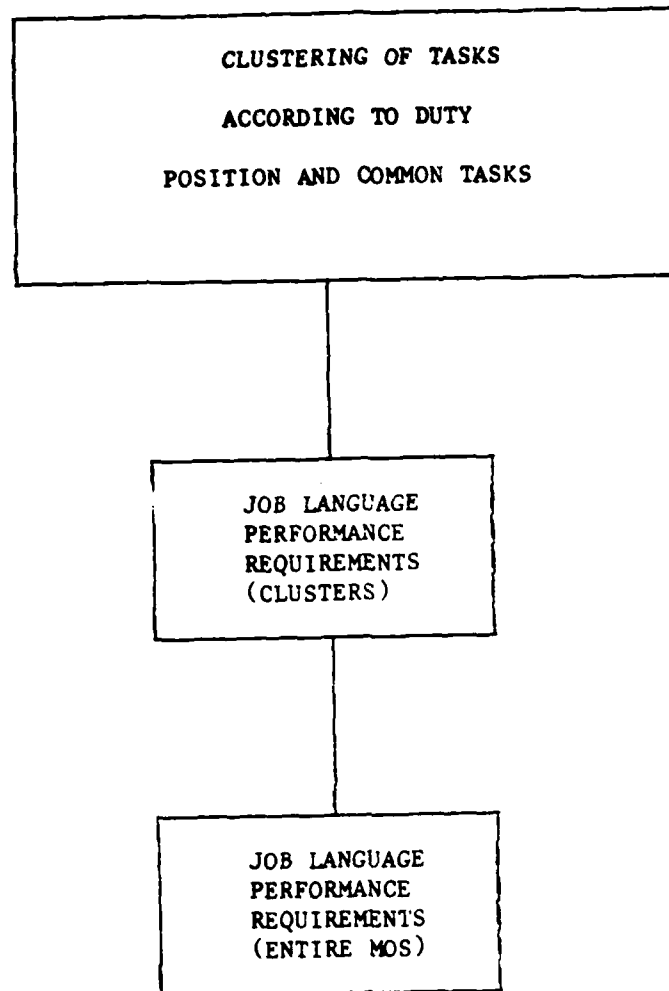 CLUSTERING OF TASKS
ACCORDING TO DUTY
POSITION AND COMMON TASKS
JOB LANGUAGE
PERFORMANCE
REQUIREMENTS
(CLUSTERS)
JOB LANGUAGE
PERFORMANCE
REQUIREMENTS
(ENTIRE MOS)